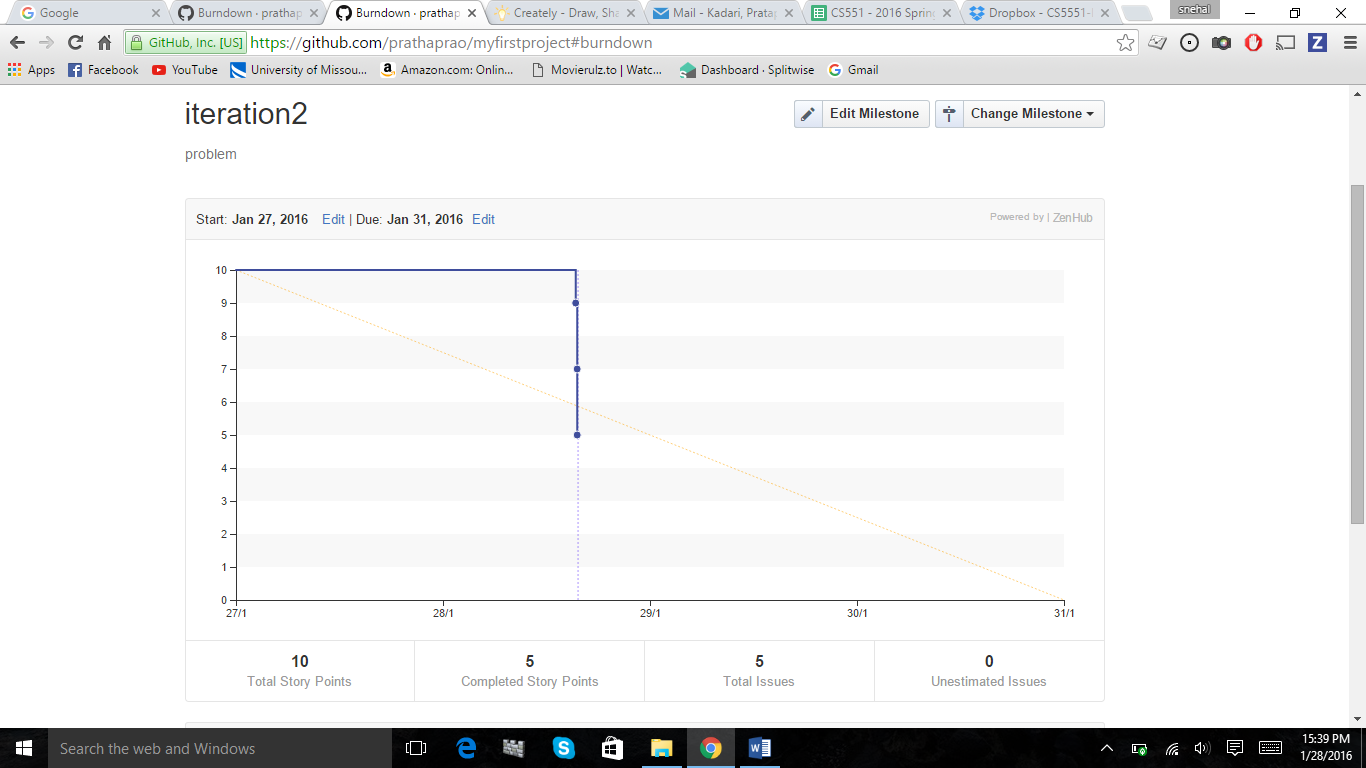 Google
Burndown · prathap
Burndown · prathap
Creately - Draw, Sha
Mail - Kadari, Pratap
CS551 - 2016 Spring
Dropbox - CS5551-
snehal
GitHub, Inc. [US] https://github.com/prathaprao/myfirstproject#burndown
Apps Facebook YouTube University of Missou... Amazon.com: Onlin... Movierulz.to | Watc... Dashboard · Splitwise Gmail
iteration2
Edit Milestone Change Milestone
problem
Start: Jan 27, 2016 Edit | Due: Jan 31, 2016 Edit
Powered by | ZenHub
10
9
8
7
6
5
4
3
2
1
0
27/1 28/1 29/1 30/1 31/1
10 5 5 0
Total Story Points Completed Story Points Total Issues Unestimated Issues
Search the web and Windows
15:39 PM
1/28/2016